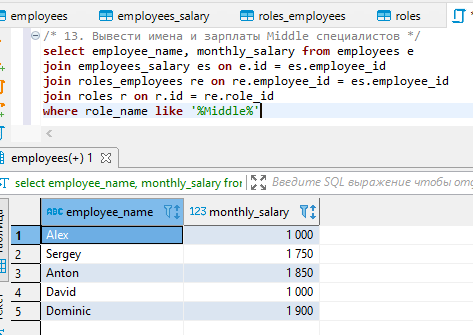 employees
employees_salary
roles_employees
roles
/* 13. Вывести имена и зарплаты Middle специалистов */
select employee_name, monthly_salary from employees e
join employees_salary es on e.id = es.employee_id
join roles_employees re on re.employee_id = es.employee_id
join roles r on r.id = re.role_id
where role_name like '%Middle%'
employees(+) 1
select employee_name, monthly_salary from
Введите SQL выражение чтобы
ABC employee_name
123 monthly_salary
1 Alex 1 000
2 Sergey 1 750
3 Anton 1 850
4 David 1 000
5 Dominic 1 900